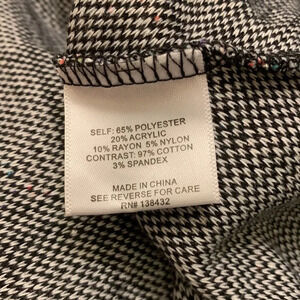 SELF: 65% POLYESTER
20% ACRYLIC
10% RAYON 5% NYLON
CONTRAST: 97% COTTON
3% SPANDEX
MADE IN CHINA
SEE REVERSE FOR CARE
RN# 138432